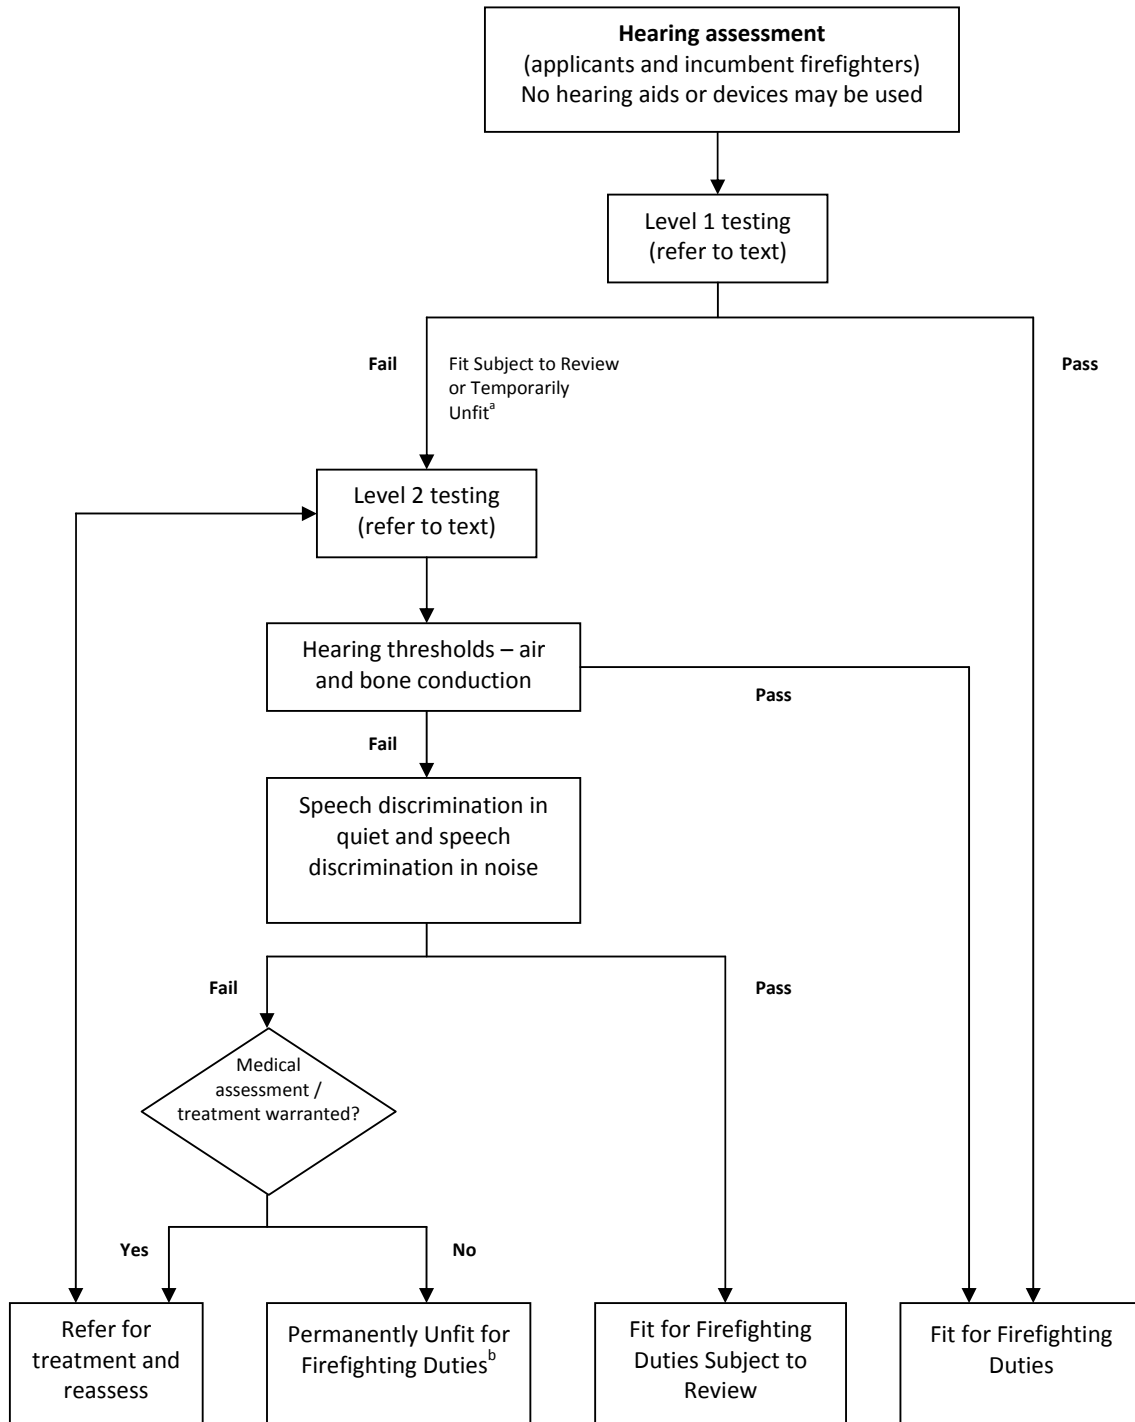 Hearing assessment
(applicants and incumbent firefighters)
No hearing aids or devices may be used
Level 1 testing
(refer to text)
Fail
Fit Subject to Review
or Temporarily
Unfitᵃ
Pass
Level 2 testing
(refer to text)
Hearing thresholds – air
and bone conduction
Pass
Fail
Speech discrimination in
quiet and speech
discrimination in noise
Fail
Pass
Medical
assessment /
treatment warranted?
Yes
No
Refer for
treatment and
reassess
Permanently Unfit for
Firefighting Dutiesᵇ
Fit for Firefighting
Duties Subject to
Review
Fit for Firefighting
Duties